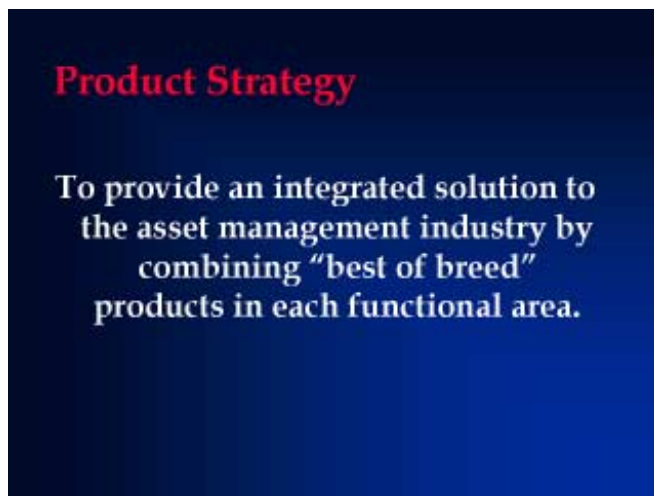 Product Strategy
To provide an integrated solution to
the asset management industry by
combining “best of breed”
products in each functional area.